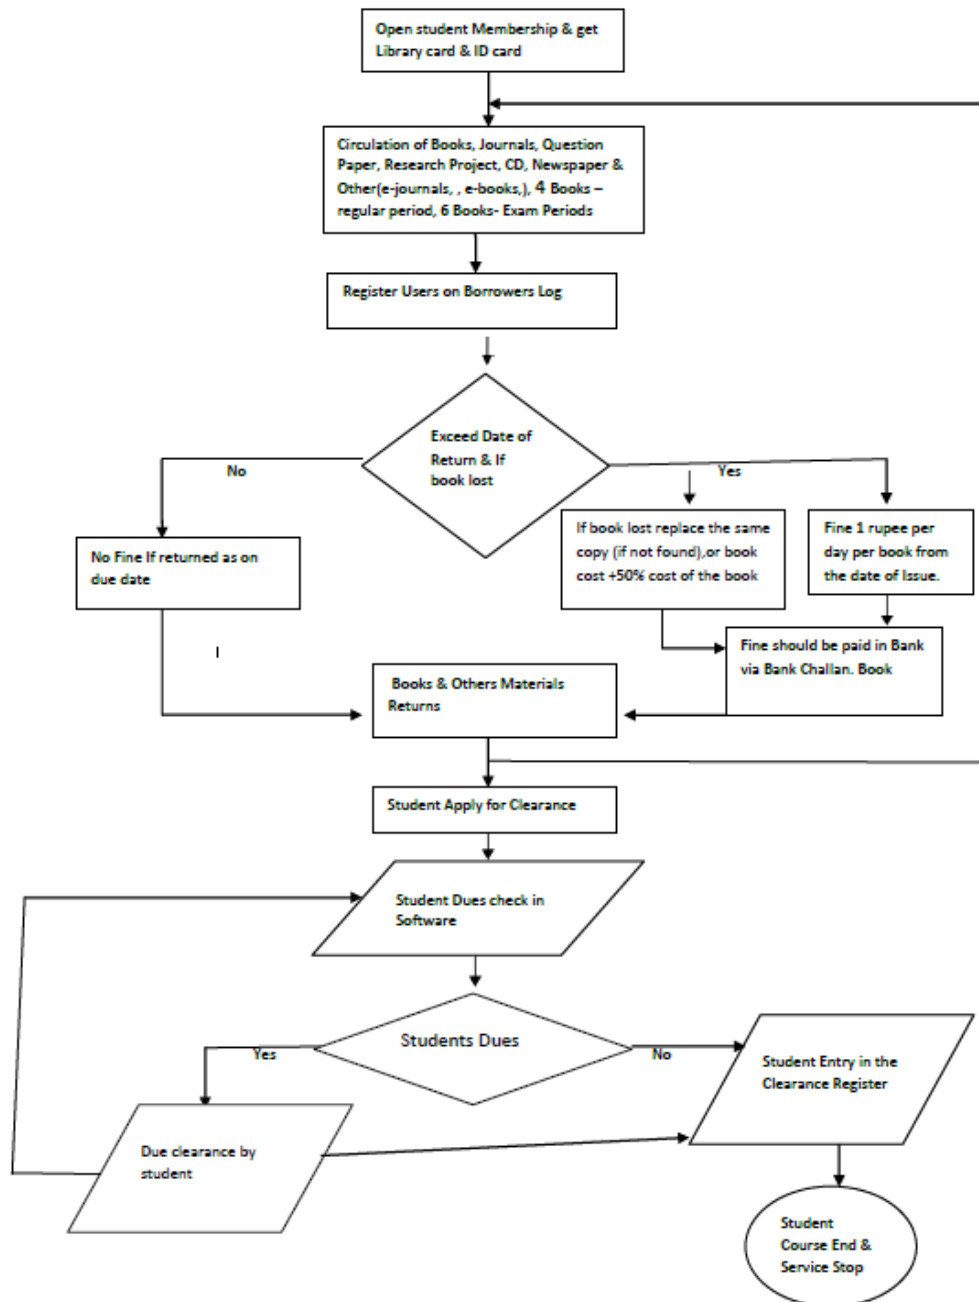 Open student Membership & get
Library card & ID card
Circulation of Books, Journals, Question
Paper, Research Project, CD, Newspaper &
Other(e-journals, , e-books,), 4 Books –
regular period, 6 Books- Exam Periods
Register Users on Borrowers Log
Exceed Date of
Return & If
book lost
No
Yes
No Fine If returned as on
due date
If book lost replace the same
copy (if not found),or book
cost +50% cost of the book
Fine 1 rupee per
day per book from
the date of Issue.
Fine should be paid in Bank
via Bank Challan. Book
Books & Others Materials
Returns
Student Apply for Clearance
Student Dues check in
Software
Students Dues
Yes
No
Student Entry in the
Clearance Register
Due clearance by
student
Student
Course End &
Service Stop